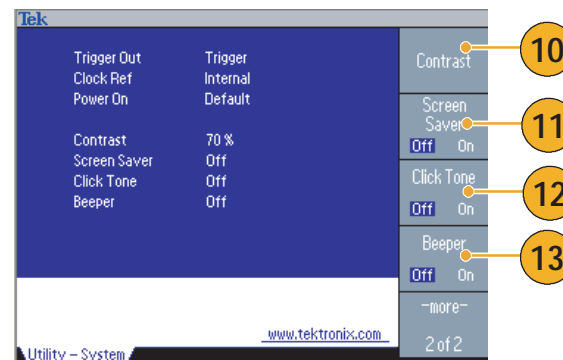 Tek
Trigger Out Trigger
Clock Ref Internal
Power On Default
Contrast 70 %
Screen Saver Off
Click Tone Off
Beeper Off
www.tektronix.com
Utility – System
Contrast
Screen
Saver
Off On
Click Tone
Off On
Beeper
Off On
–more–
2 of 2
10
11
12
13